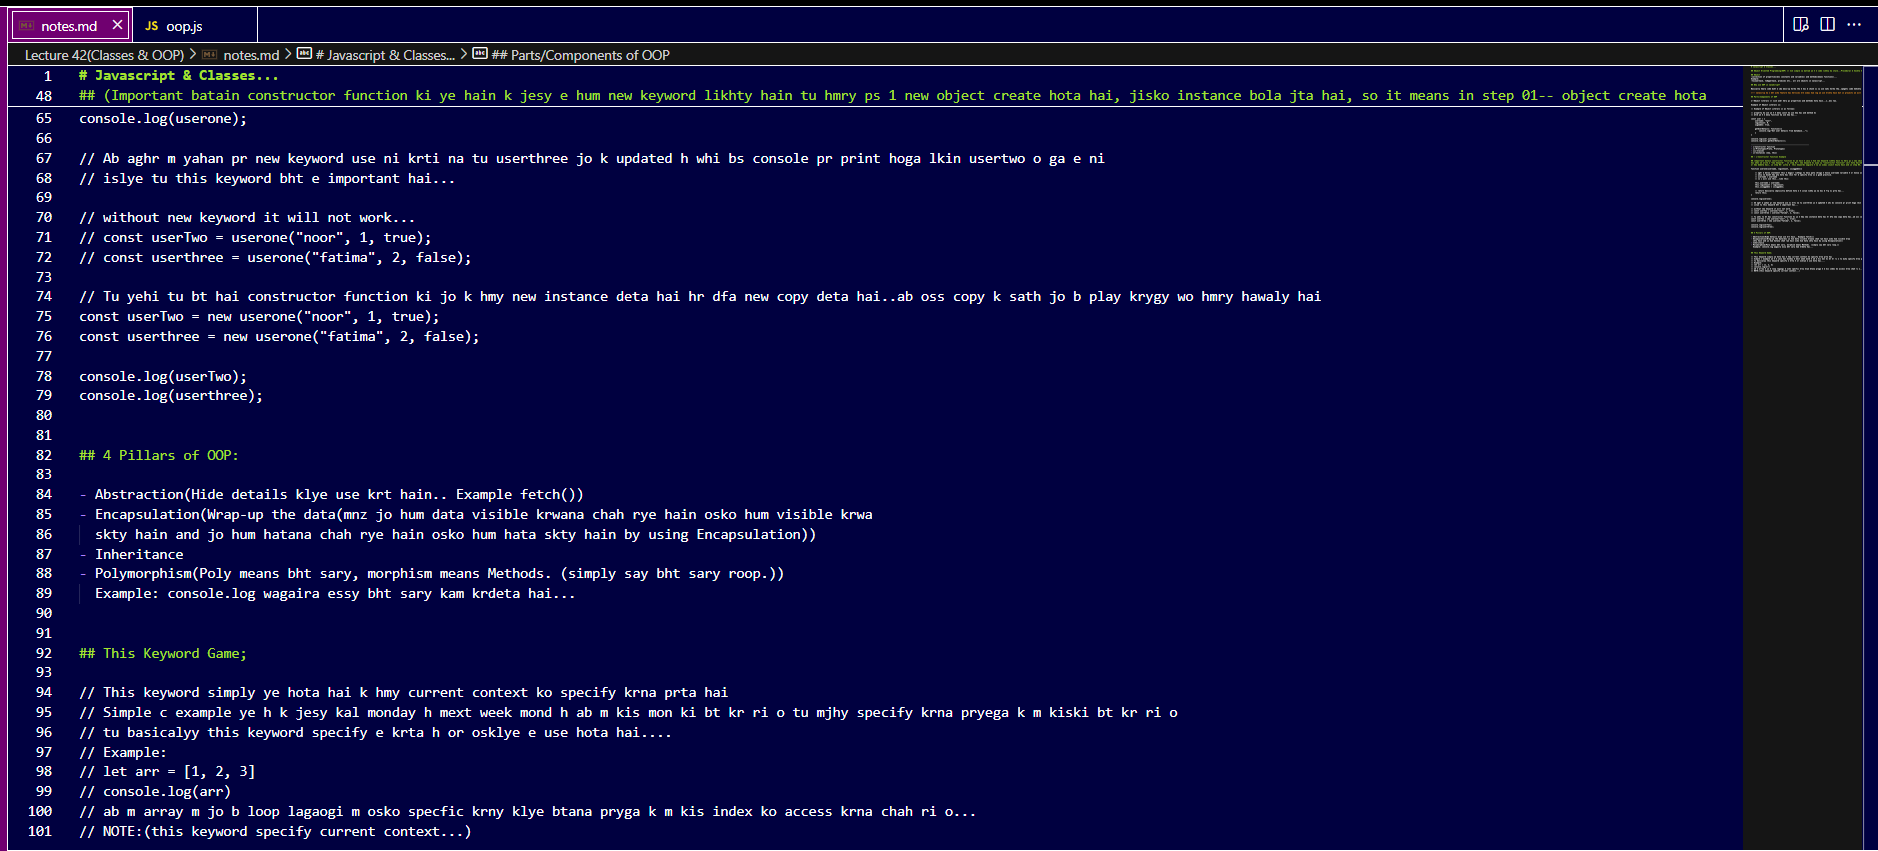 notes.md
JS oop.js
Lecture 42(Classes & OOP) > notes.md > # Javascript & Classes... > ## Parts/Components of OOP
1 # Javascript & Classes...
48 ## (Important batain constructor function ki ye hain k jesy e hum new keyword likhty hain tu hmry ps 1 new object create hota hai, jisko instance bola jta hai, so it means in step 01-- object create hota
65 console.log(userone);
66
67 // Ab aghr m yahan pr new keyword use ni krti na tu userthree jo k updated h whi bs console pr print hoga lkin usertwo o ga e ni
68 // islye tu this keyword bht e important hai...
69
70 // without new keyword it will not work...
71 // const userTwo = userone("noor", 1, true);
72 // const userthree = userone("fatima", 2, false);
73
74 // Tu yehi tu bt hai constructor function ki jo k hmy new instance deta hai hr dfa new copy deta hai..ab oss copy k sath jo b play krygy wo hmry hawaly hai
75 const userTwo = new userone("noor", 1, true);
76 const userthree = new userone("fatima", 2, false);
77
78 console.log(userTwo);
79 console.log(userthree);
80
81
82 ## 4 Pillars of OOP:
83
84 - Abstraction(Hide details klye use krt hain.. Example fetch())
85 - Encapsulation(Wrap-up the data(mnz jo hum data visible krwana chah rye hain osko hum visible krwa
86 skty hain and jo hum hatana chah rye hain osko hum hata skty hain by using Encapsulation))
87 - Inheritance
88 - Polymorphism(Poly means bht sary, morphism means Methods. (simply say bht sary roop.))
89 Example: console.log wagaira essy bht sary kam krdeta hai...
90
91
92 ## This Keyword Game;
93
94 // This keyword simply ye hota hai k hmy current context ko specify krna prta hai
95 // Simple c example ye h k jesy kal monday h mext week mond h ab m kis mon ki bt kr ri o tu mjhy specify krna pryega k m kiski bt kr ri o
96 // tu basicalyy this keyword specify e krta h or osklye e use hota hai....
97 // Example:
98 // let arr = [1, 2, 3]
99 // console.log(arr)
100 // ab m array m jo b loop lagaogi m osko specfic krny klye btana pryga k m kis index ko access krna chah ri o...
101 // NOTE:(this keyword specify current context...)